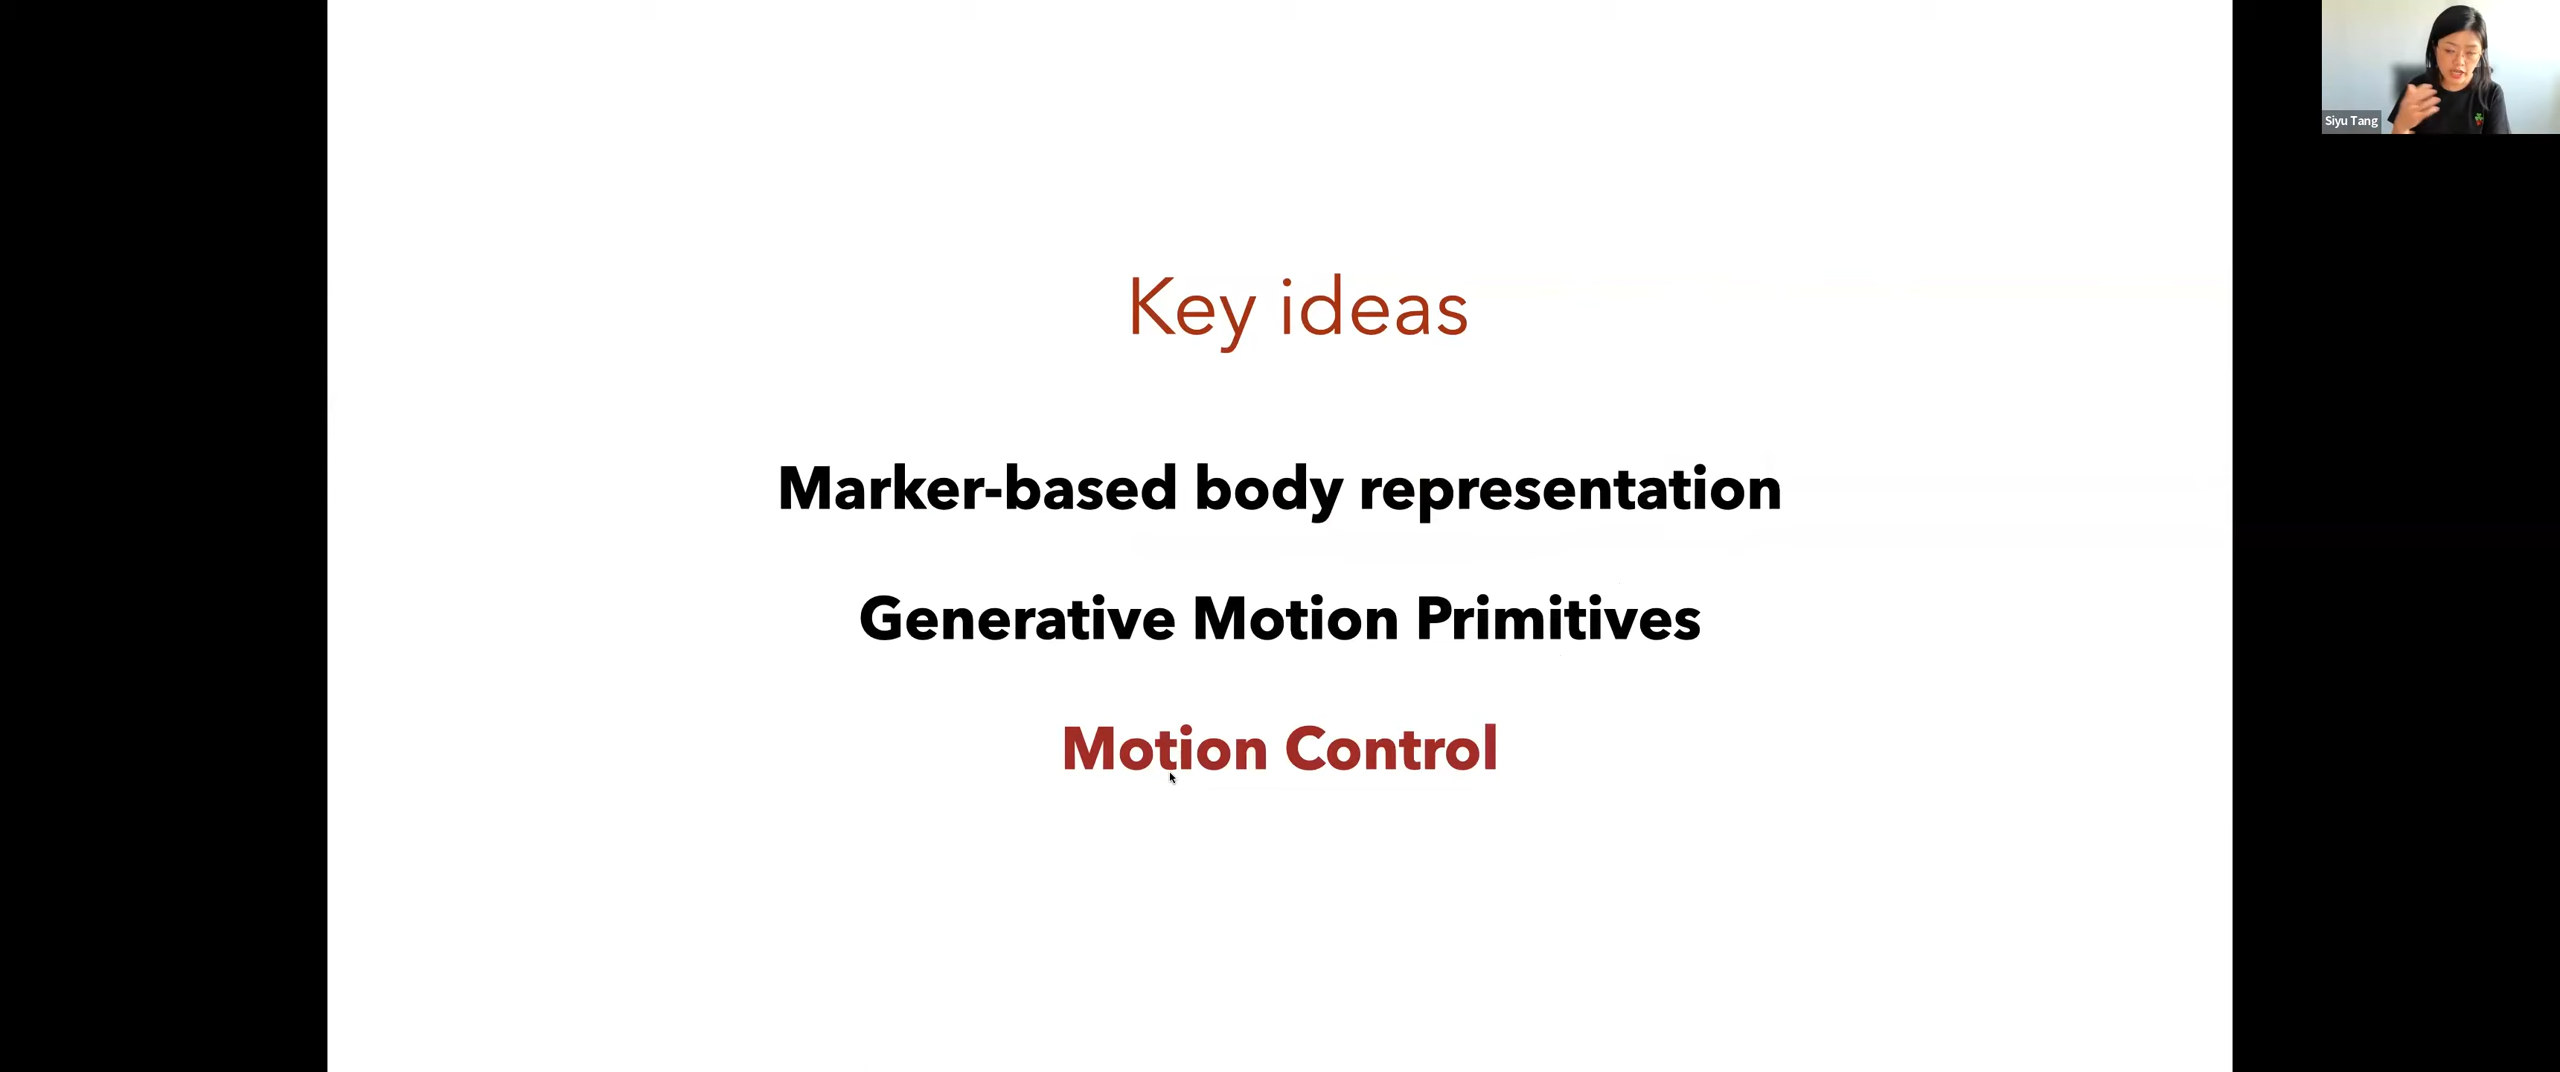 Siyu Tang
Key ideas
Marker-based body representation
Generative Motion Primitives
Motion Control